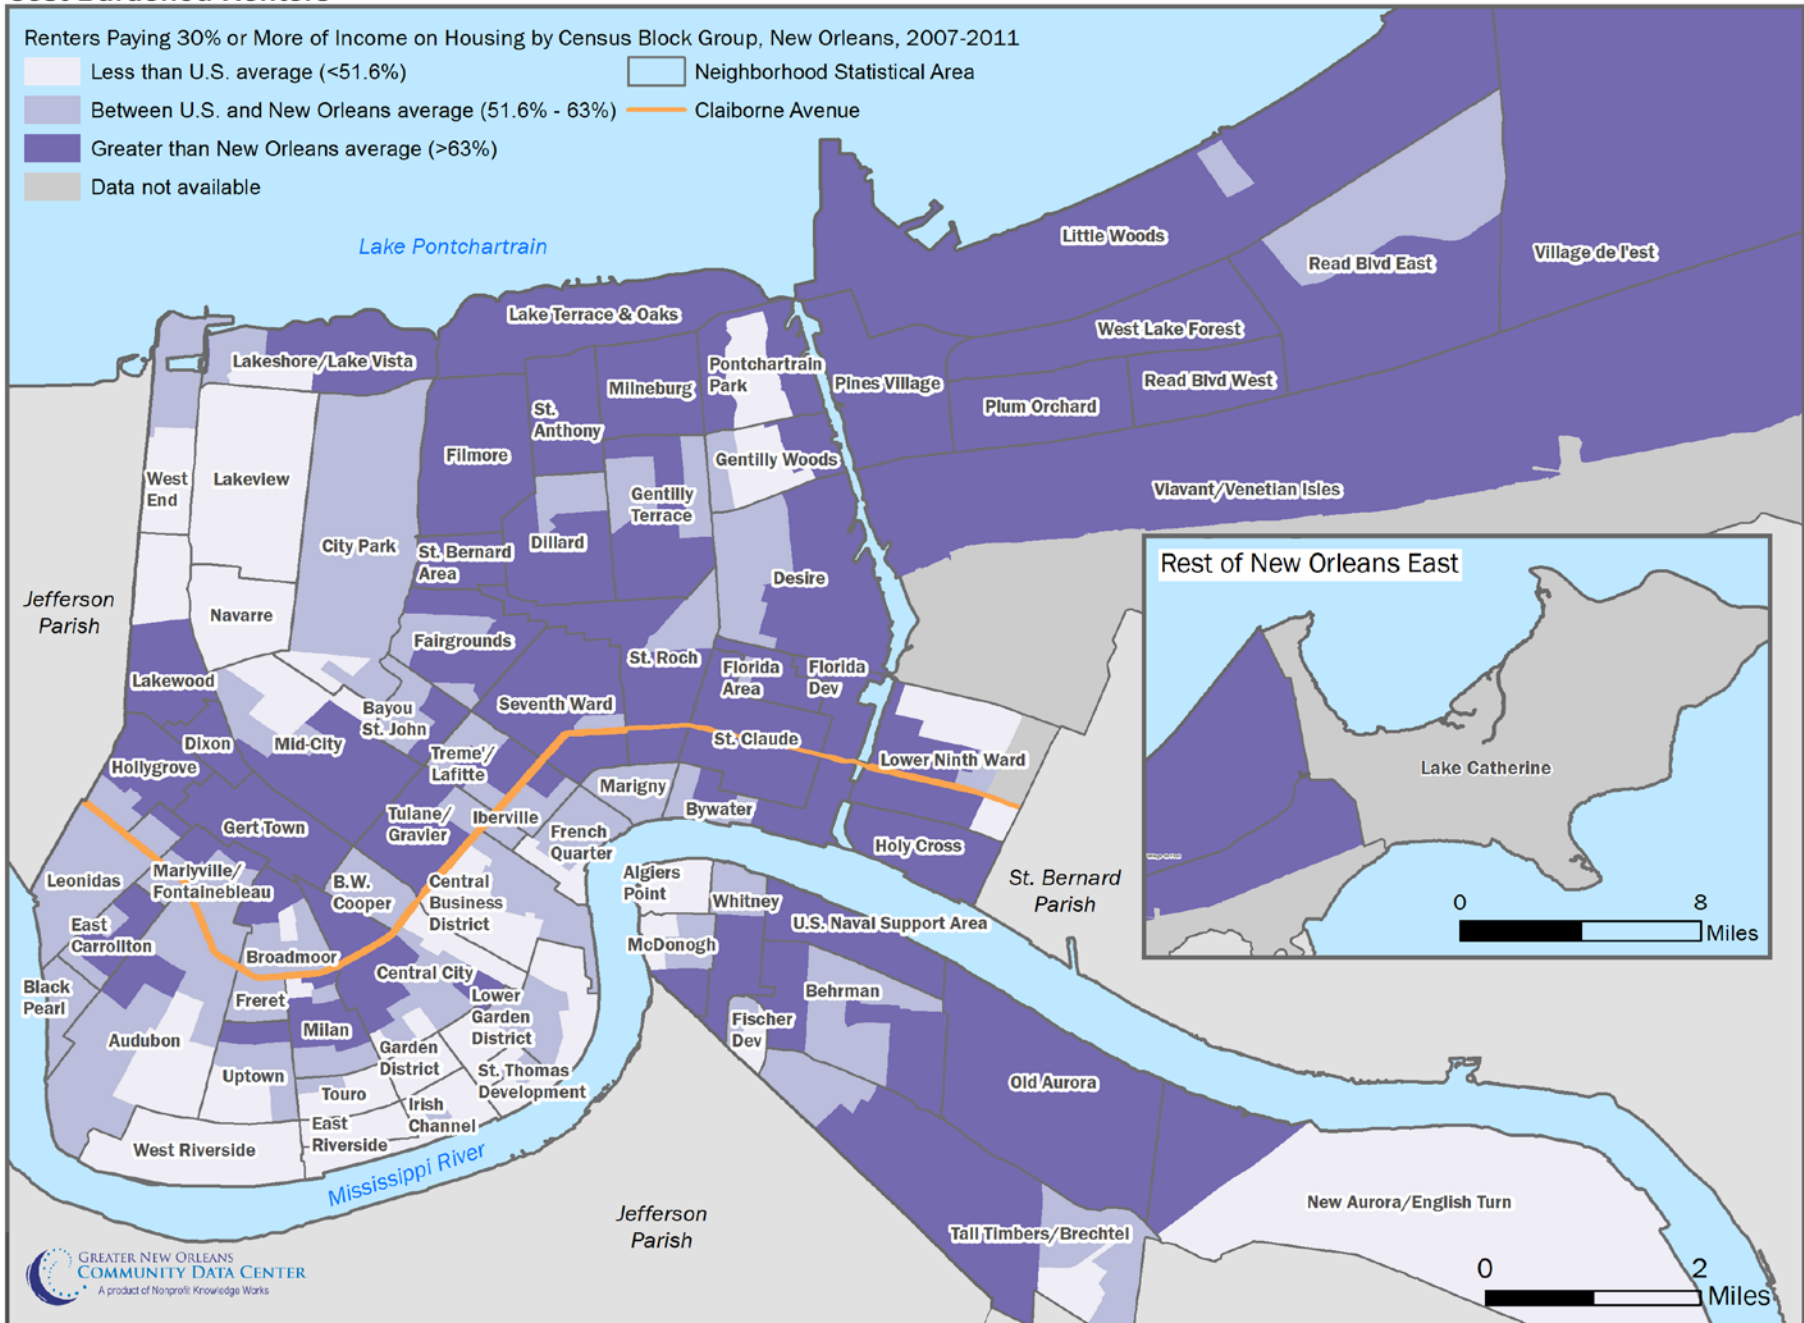 Renters Paying 30% or More of Income on Housing by Census Block Group, New Orleans, 2007-2011
Less than U.S. average (<51.6%)
Neighborhood Statistical Area
Between U.S. and New Orleans average (51.6% - 63%)
Claiborne Avenue
Greater than New Orleans average (>63%)
Data not available
Lake Pontchartrain
Little Woods
Read Blvd East
Village de l'est
Lake Terrace & Oaks
West Lake Forest
Lakeshore/Lake Vista
Pontchartrain
Park
Milneburg
Pines Village
Read Blvd West
Plum Orchard
St.
Anthony
Filmore
Gentilly Woods
West
End
Lakeview
Gentilly
Terrace
Viavant/Venetian Isles
City Park
St. Bernard
Area
Dillard
Desire
Rest of New Orleans East
Jefferson
Parish
Navarre
Fairgrounds
St. Roch
Florida
Area
Florida
Dev
Lakewood
Seventh Ward
Bayou
St. John
Dixon
Mid-City
St. Claude
Treme'/
Lafitte
Lower Ninth Ward
Lake Catherine
Hollygrove
Marigny
Bywater
Tulane/
Gravier
Iberville
Gert Town
French
Quarter
Holy Cross
Leonidas
Marlyville/
Fontainebleau
B.W.
Cooper
Central
Business
District
Algiers
Point
Whitney
St. Bernard
Parish
0 8
Miles
East
Carrollton
U.S. Naval Support Area
McDonogh
Broadmoor
Central City
Black
Pearl
Freret
Lower
Garden
District
Behrman
Milan
Fischer
Dev
Audubon
Garden
District
Uptown
St. Thomas
Development
Old Aurora
Touro
Irish
Channel
East
Riverside
West Riverside
Mississippi River
New Aurora/English Turn
Jefferson
Parish
Tall Timbers/Brechtel
0 2
Miles
GREATER NEW ORLEANS
COMMUNITY DATA CENTER
A product of Nonprofit Knowledge Works